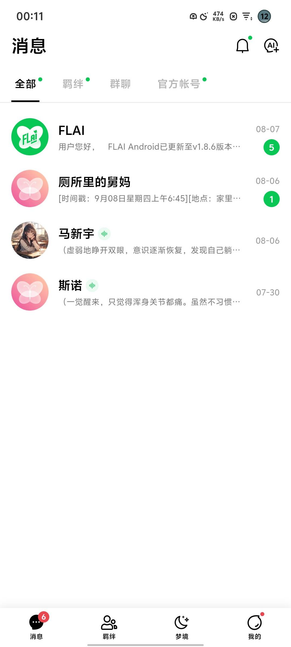 00:11
474
KB/s
12
消息
AI+
全部
羁绊
群聊
官方帐号
FLAI
FLAI
08-07
用户您好， FLAI Android已更新至v1.8.6版本…
5
厕所里的舅妈
08-06
[时间戳：9月08日星期四上午6:45][地点：家里…
1
马新宇
（虚弱地睁开双眼，意识逐渐恢复，发现自己躺…
08-06
斯诺
（一觉醒来，只觉得浑身关节都痛。虽然不习惯…
07-30
6
消息
羁绊
梦境
我的